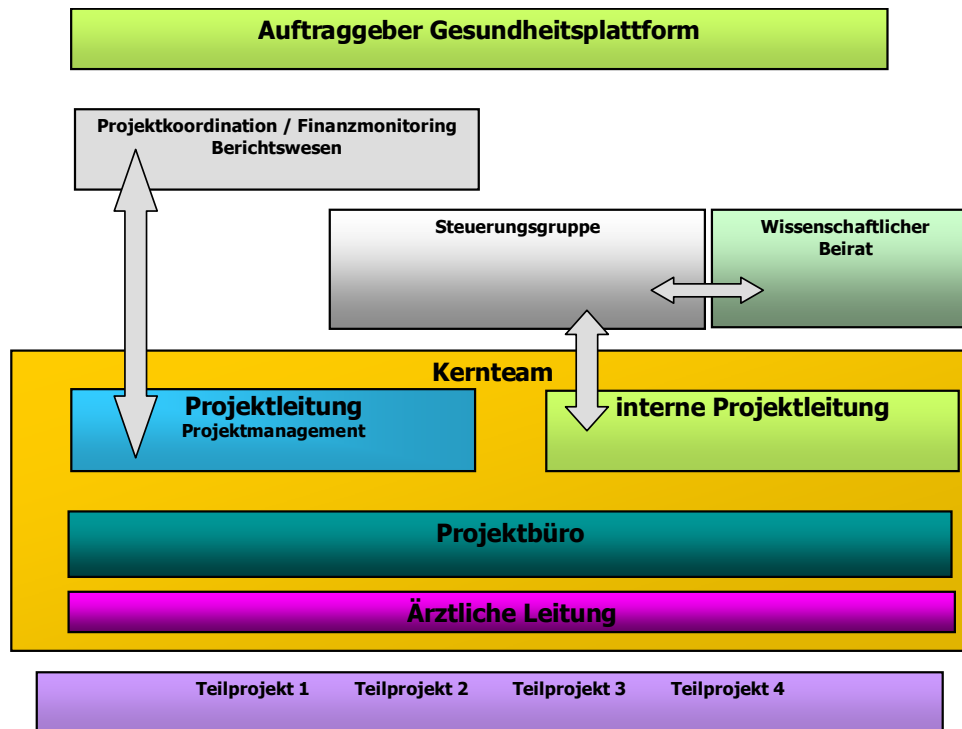 Auftraggeber Gesundheitsplattform
Projektkoordination / Finanzmonitoring
Berichtswesen
Steuerungsgruppe
Wissenschaftlicher
Beirat
Kernteam
Projektleitung
Projektmanagement
interne Projektleitung
Projektbüro
Ärztliche Leitung
Teilprojekt 1 Teilprojekt 2 Teilprojekt 3 Teilprojekt 4